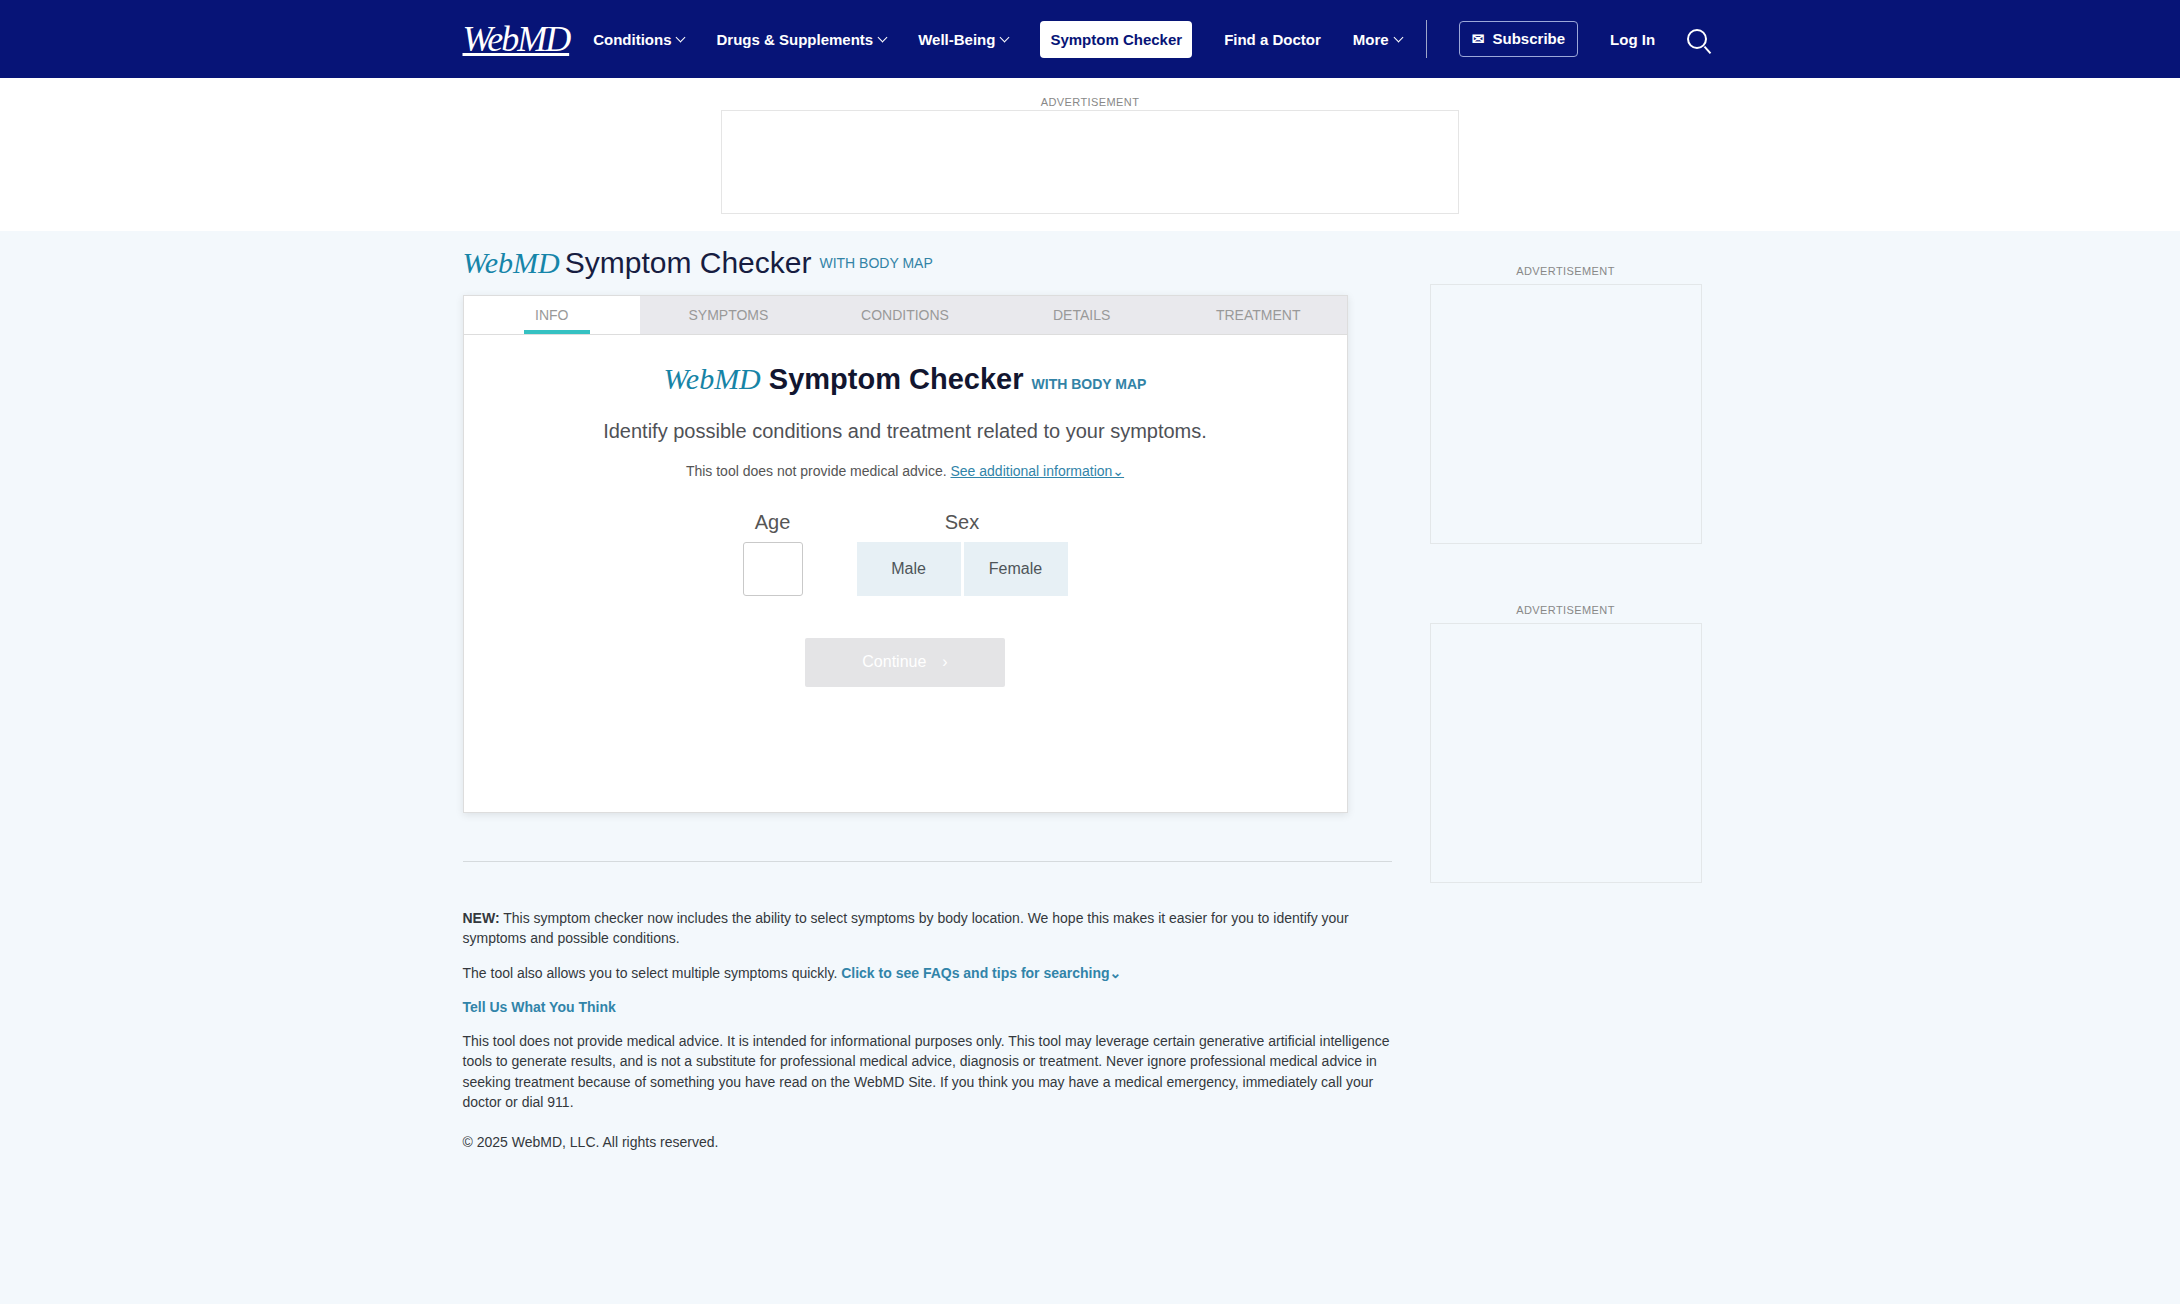 WebMD Conditions Drugs & Supplements Well-Being Symptom Checker Find a Doctor More ✉ Subscribe Log In
ADVERTISEMENT
WebMD Symptom Checker WITH BODY MAP
ADVERTISEMENT
INFO SYMPTOMS CONDITIONS DETAILS TREATMENT
WebMD Symptom Checker WITH BODY MAP
Identify possible conditions and treatment related to your symptoms.
This tool does not provide medical advice. See additional information⌄
Age Sex
Male Female
Continue ›
ADVERTISEMENT
NEW: This symptom checker now includes the ability to select symptoms by body location. We hope this makes it easier for you to identify your
symptoms and possible conditions.
The tool also allows you to select multiple symptoms quickly. Click to see FAQs and tips for searching⌄
Tell Us What You Think
This tool does not provide medical advice. It is intended for informational purposes only. This tool may leverage certain generative artificial intelligence
tools to generate results, and is not a substitute for professional medical advice, diagnosis or treatment. Never ignore professional medical advice in
seeking treatment because of something you have read on the WebMD Site. If you think you may have a medical emergency, immediately call your
doctor or dial 911.
© 2025 WebMD, LLC. All rights reserved.